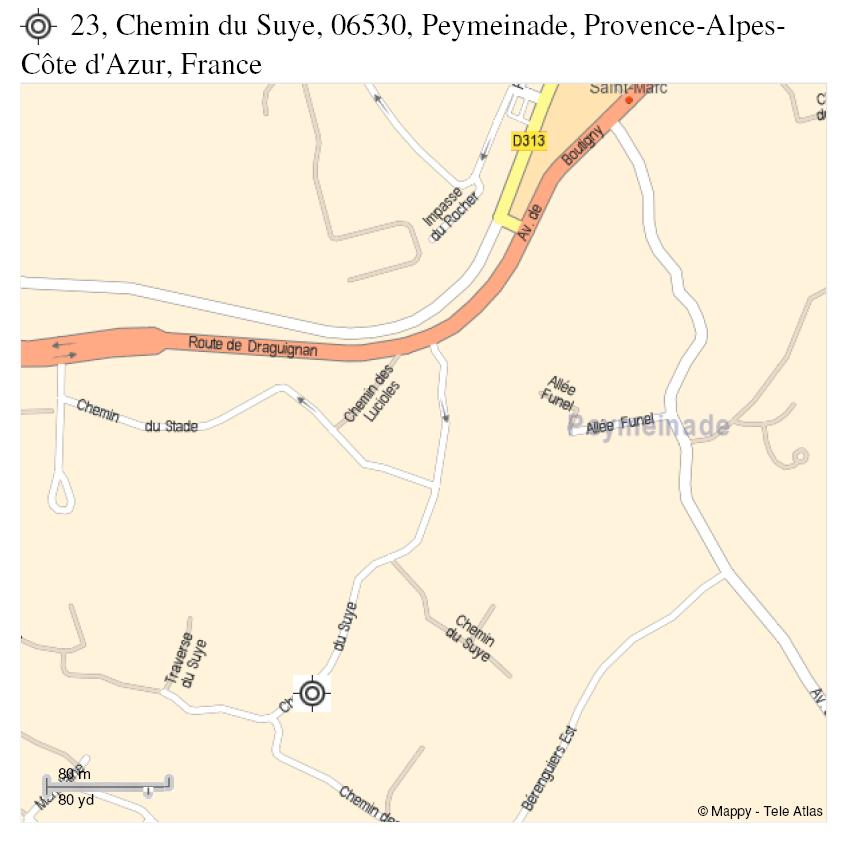 23, Chemin du Suye, 06530, Peymeinade, Provence-Alpes-
Côte d'Azur, France
Saint-Marc
D313
Boutigny
Av. de
Impasse
du Rocher
Route de Draguignan
Chemin des
Lucioles
Allée
Funel
Allée Funel
Peymeinade
Chemin
du Stade
du Suye
Chemin
du Suye
Traverse
du Suye
Ch
Av.
Bérenguiers Est
Chemin des
80 m
80 yd
© Mappy - Tele Atlas